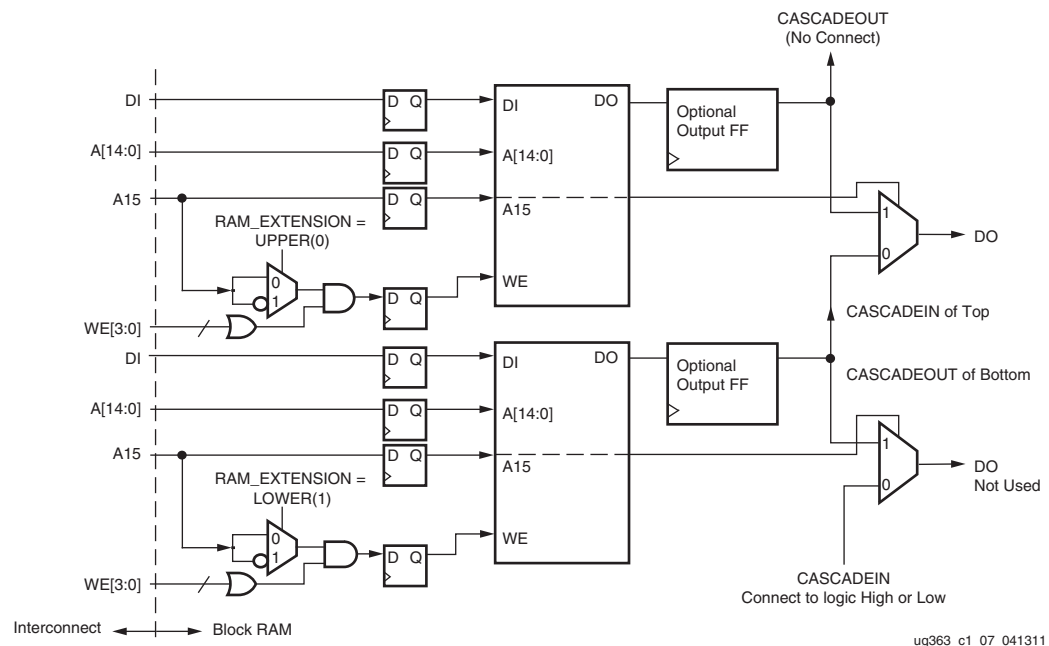 CASCADEOUT
(No Connect)
DI
D Q
DI
DO
Optional
Output FF
A[14:0]
D Q
A[14:0]
A15
D Q
A15
1
RAM_EXTENSION =
UPPER(0)
DO
0
0
1
WE
D Q
WE[3:0]
CASCADEIN of Top
DI
D Q
DI
DO
Optional
Output FF
CASCADEOUT of Bottom
A[14:0]
D Q
A[14:0]
A15
D Q
A15
1
RAM_EXTENSION =
LOWER(1)
DO
Not Used
0
0
1
WE
D Q
WE[3:0]
CASCADEIN
Connect to logic High or Low
Interconnect
Block RAM
ug363_c1_07_041311